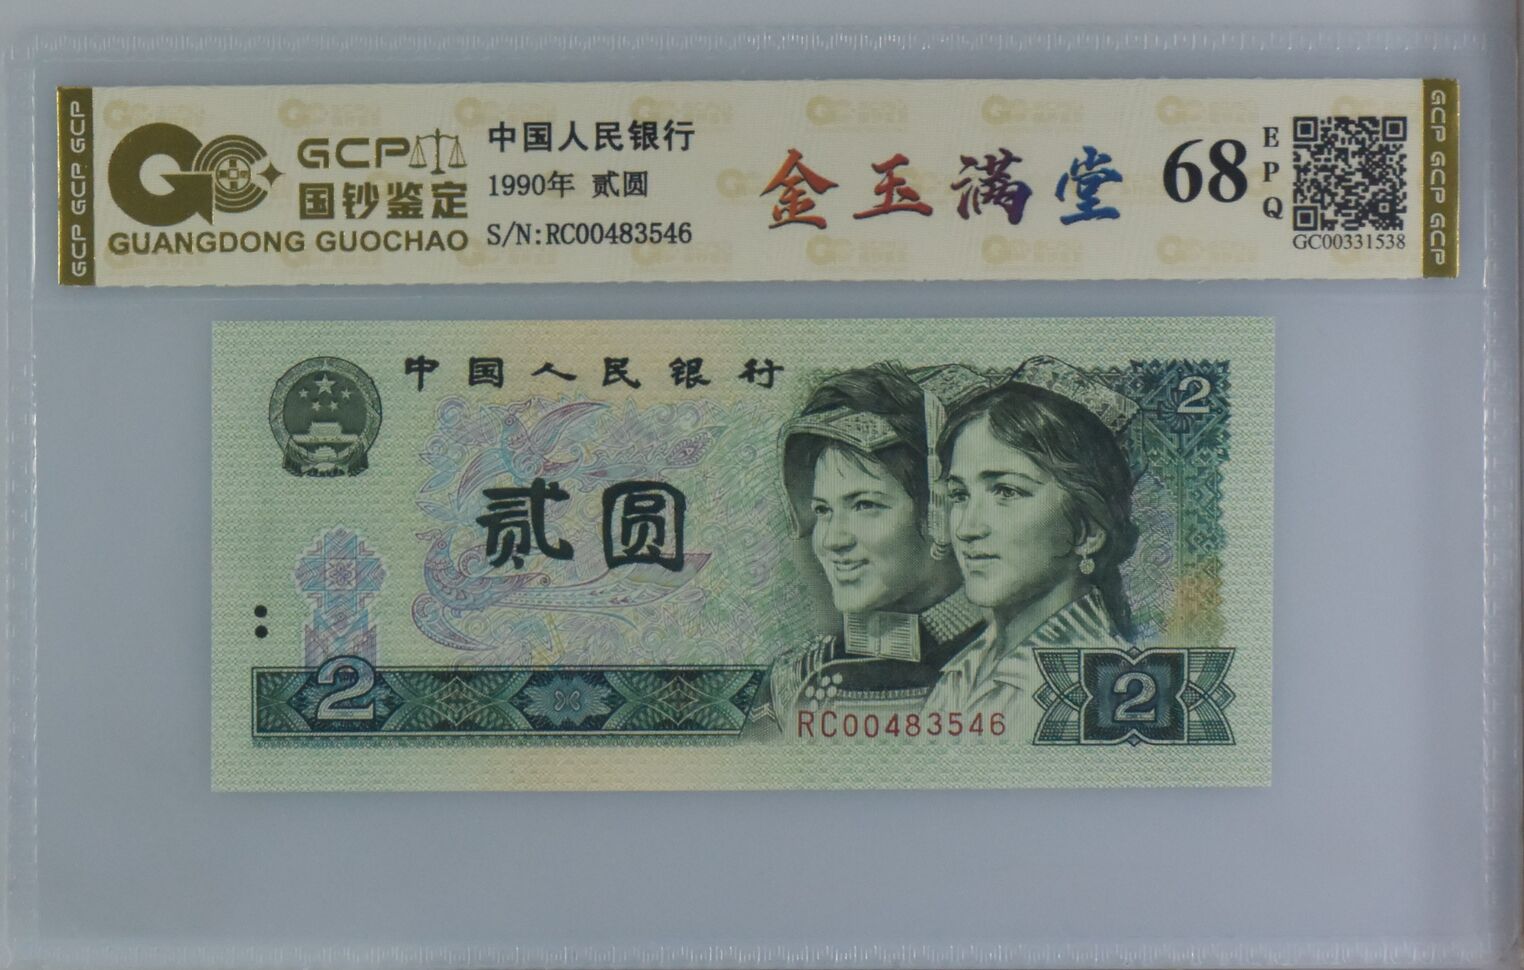 GCP GCP GCP
GCP
国钞鉴定
GUANGDONG GUOCHAO
中国人民银行
1990年 贰圆
S/N:RC00483546
金玉满堂
68
EPQ
GC00331538
GCP GCP GCP
中国人民银行
2
贰圆
2
RC00483546
2